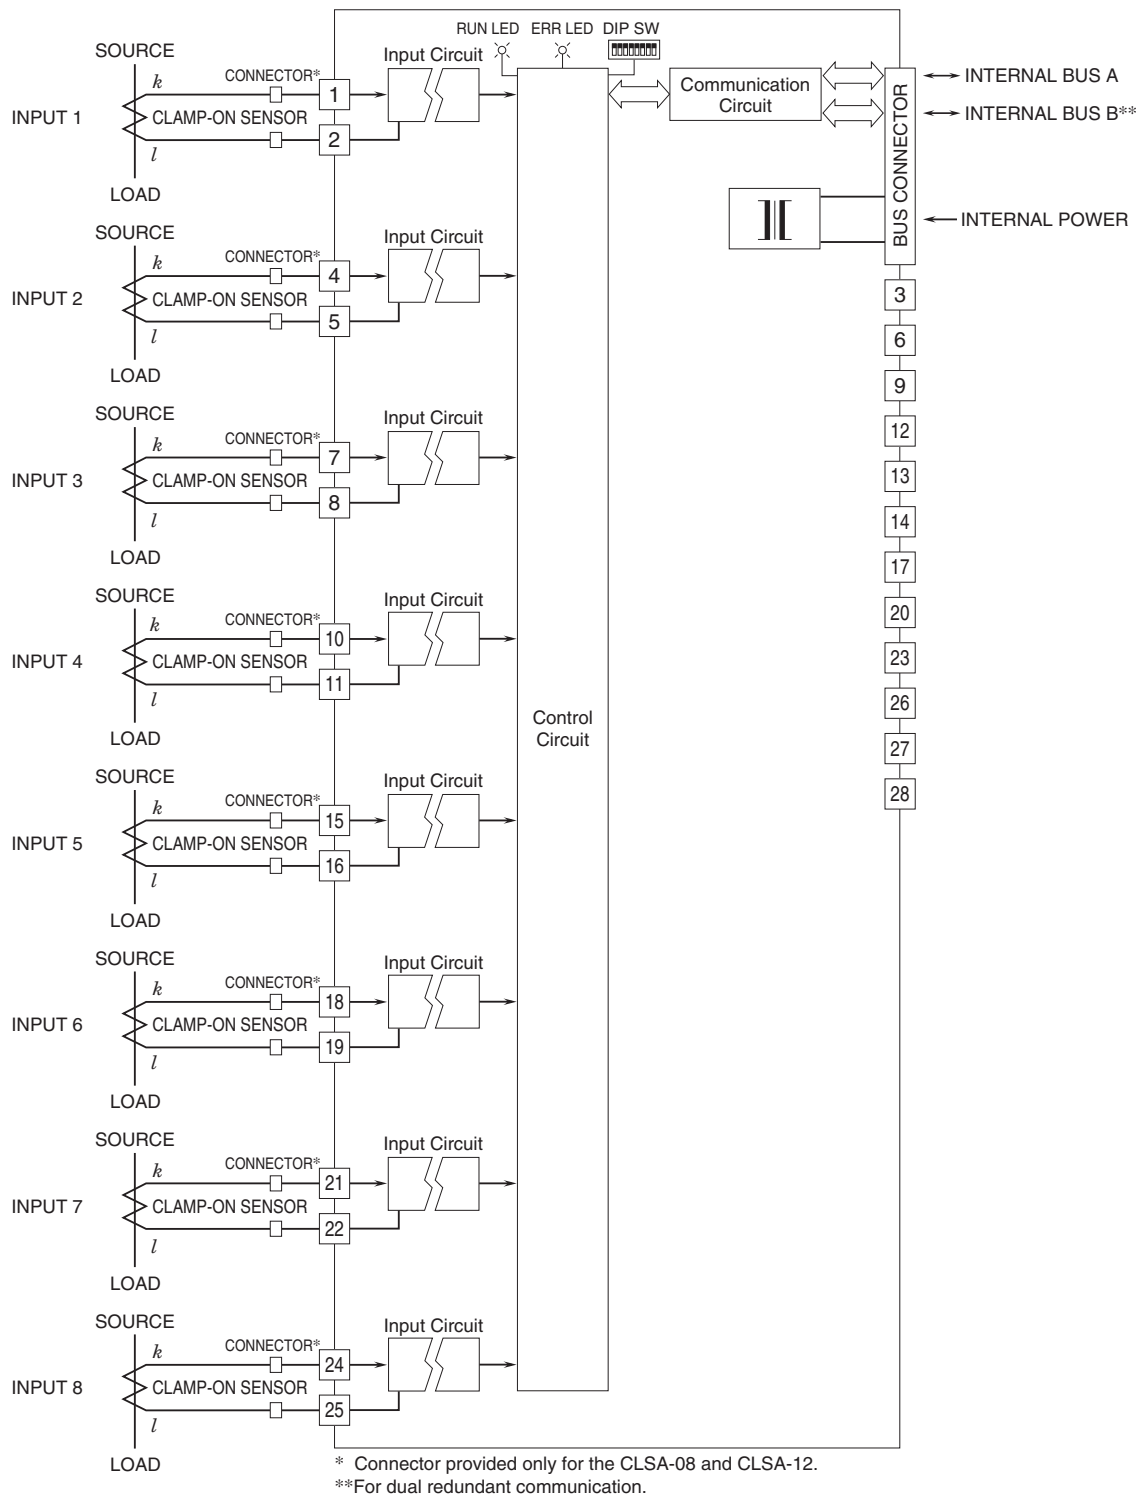 RUN LED ERR LED DIP SW
SOURCE
Input Circuit
k
CONNECTOR*
1
INPUT 1
CLAMP-ON SENSOR
2
l
LOAD
Communication
Circuit
BUS CONNECTOR
INTERNAL BUS A
INTERNAL BUS B**
INTERNAL POWER
SOURCE
Input Circuit
k
CONNECTOR*
4
INPUT 2
CLAMP-ON SENSOR
5
l
LOAD
SOURCE
Input Circuit
k
CONNECTOR*
7
INPUT 3
CLAMP-ON SENSOR
8
l
LOAD
SOURCE
Input Circuit
k
CONNECTOR*
10
INPUT 4
CLAMP-ON SENSOR
11
l
LOAD
Control
Circuit
SOURCE
Input Circuit
k
CONNECTOR*
15
INPUT 5
CLAMP-ON SENSOR
16
l
LOAD
SOURCE
Input Circuit
k
CONNECTOR*
18
INPUT 6
CLAMP-ON SENSOR
19
l
LOAD
SOURCE
Input Circuit
k
CONNECTOR*
21
INPUT 7
CLAMP-ON SENSOR
22
l
LOAD
SOURCE
Input Circuit
k
CONNECTOR*
24
INPUT 8
CLAMP-ON SENSOR
25
l
LOAD
3
6
9
12
13
14
17
20
23
26
27
28
* Connector provided only for the CLSA-08 and CLSA-12.
**For dual redundant communication.